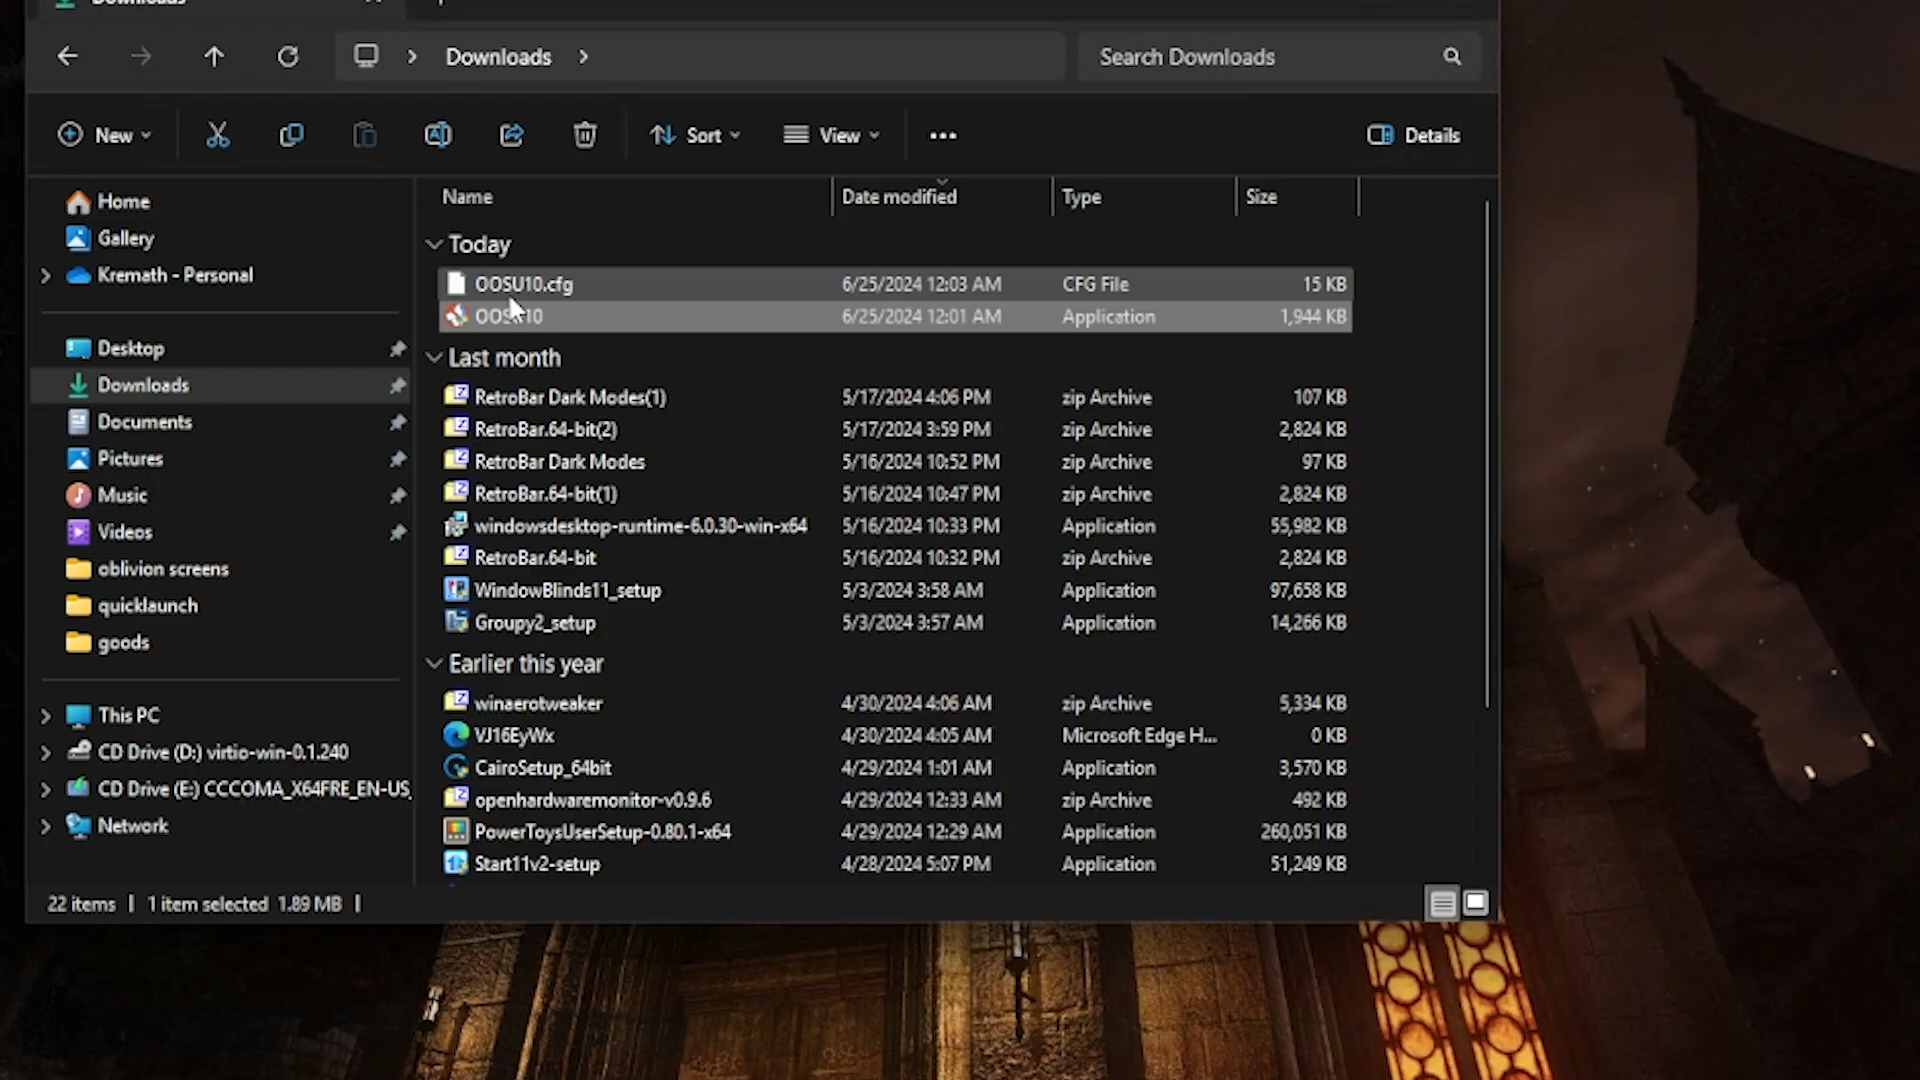 Downloads
Downloads
Search Downloads
New
Sort
View
Details
Home
Gallery
Kremath - Personal
Desktop
Downloads
Documents
Pictures
Music
Videos
oblivion screens
quicklaunch
goods
This PC
CD Drive (D:) virtio-win-0.1.240
CD Drive (E:) CCCOMA_X64FRE_EN-US_
Network
Name Date modified Type Size
Today
OOSU10.cfg 6/25/2024 12:03 AM CFG File 15 KB
OOSU10 6/25/2024 12:01 AM Application 1,944 KB
Last month
RetroBar Dark Modes(1) 5/17/2024 4:06 PM zip Archive 107 KB
RetroBar.64-bit(2) 5/17/2024 3:59 PM zip Archive 2,824 KB
RetroBar Dark Modes 5/16/2024 10:52 PM zip Archive 97 KB
RetroBar.64-bit(1) 5/16/2024 10:47 PM zip Archive 2,824 KB
windowsdesktop-runtime-6.0.30-win-x64 5/16/2024 10:33 PM Application 55,982 KB
RetroBar.64-bit 5/16/2024 10:32 PM zip Archive 2,824 KB
WindowBlinds11_setup 5/3/2024 3:58 AM Application 97,658 KB
Groupy2_setup 5/3/2024 3:57 AM Application 14,266 KB
Earlier this year
winaerotweaker 4/30/2024 4:06 AM zip Archive 5,334 KB
VJ16EyWx 4/30/2024 4:05 AM Microsoft Edge H... 0 KB
CairoSetup_64bit 4/29/2024 1:01 AM Application 3,570 KB
openhardwaremonitor-v0.9.6 4/29/2024 12:33 AM zip Archive 492 KB
PowerToysUserSetup-0.80.1-x64 4/29/2024 12:29 AM Application 260,051 KB
Start11v2-setup 4/28/2024 5:07 PM Application 51,249 KB
22 items | 1 item selected 1.89 MB |